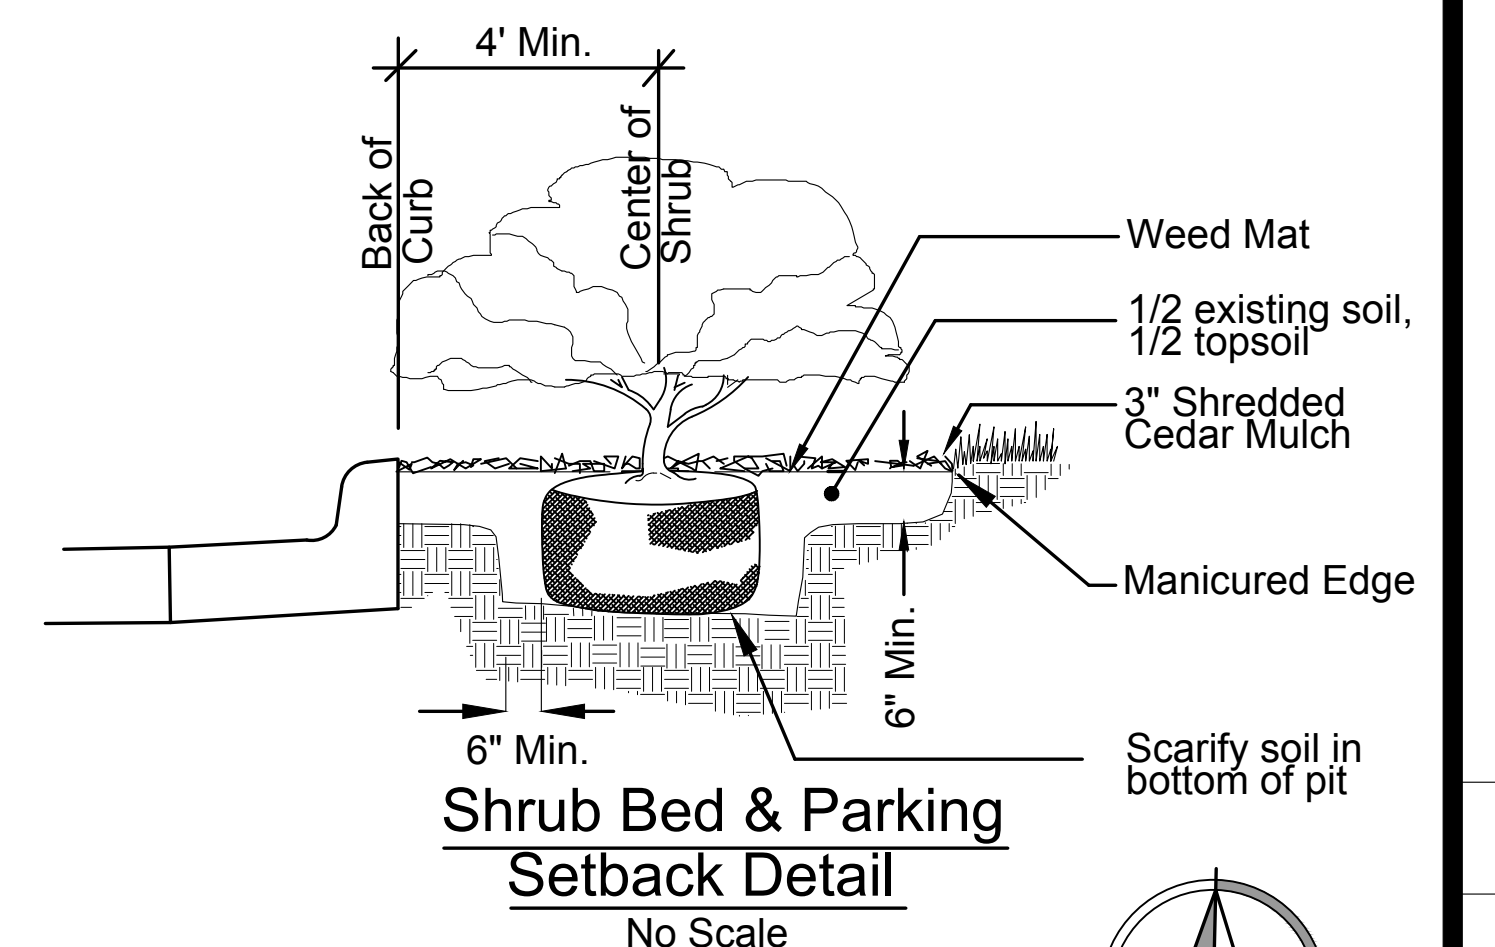 4' Min.
Back of
Curb
Center of
Shrub
Weed Mat
1/2 existing soil,
1/2 topsoil
3" Shredded
Cedar Mulch
Manicured Edge
6" Min.
6" Min.
Scarify soil in
bottom of pit
Shrub Bed & Parking
Setback Detail
No Scale